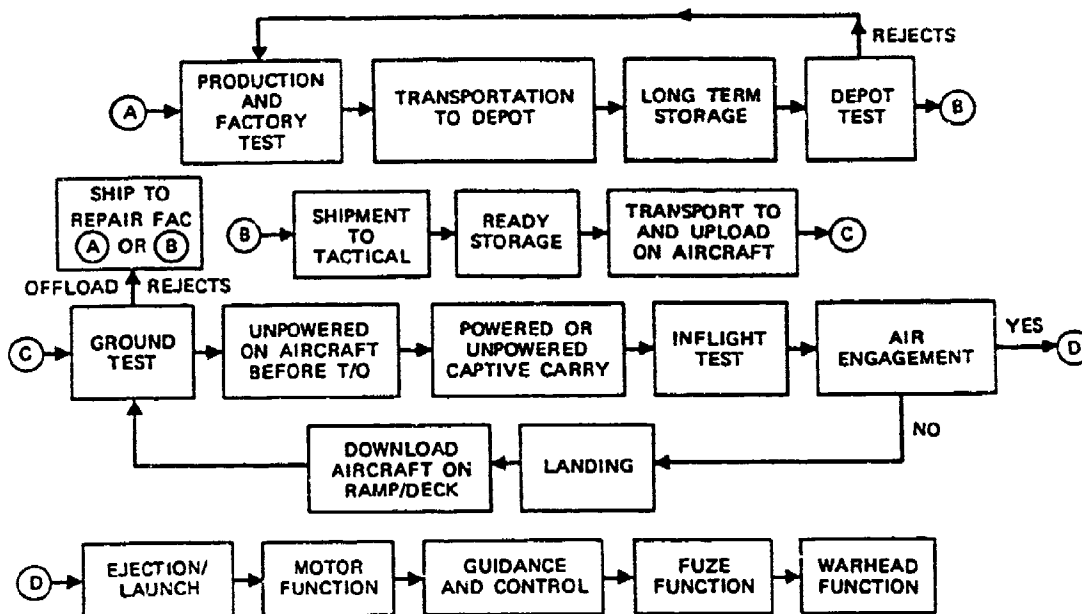 REJECTS
A
PRODUCTION
AND
FACTORY
TEST
TRANSPORTATION
TO DEPOT
LONG TERM
STORAGE
DEPOT
TEST
B
SHIP TO
REPAIR FAC
A OR B
B
SHIPMENT
TO
TACTICAL
READY
STORAGE
TRANSPORT TO
AND UPLOAD
ON AIRCRAFT
C
OFFLOAD REJECTS
C
GROUND
TEST
UNPOWERED
ON AIRCRAFT
BEFORE T/O
POWERED OR
UNPOWERED
CAPTIVE CARRY
INFLIGHT
TEST
AIR
ENGAGEMENT
YES
D
NO
DOWNLOAD
AIRCRAFT ON
RAMP/DECK
LANDING
D
EJECTION/
LAUNCH
MOTOR
FUNCTION
GUIDANCE
AND CONTROL
FUZE
FUNCTION
WARHEAD
FUNCTION